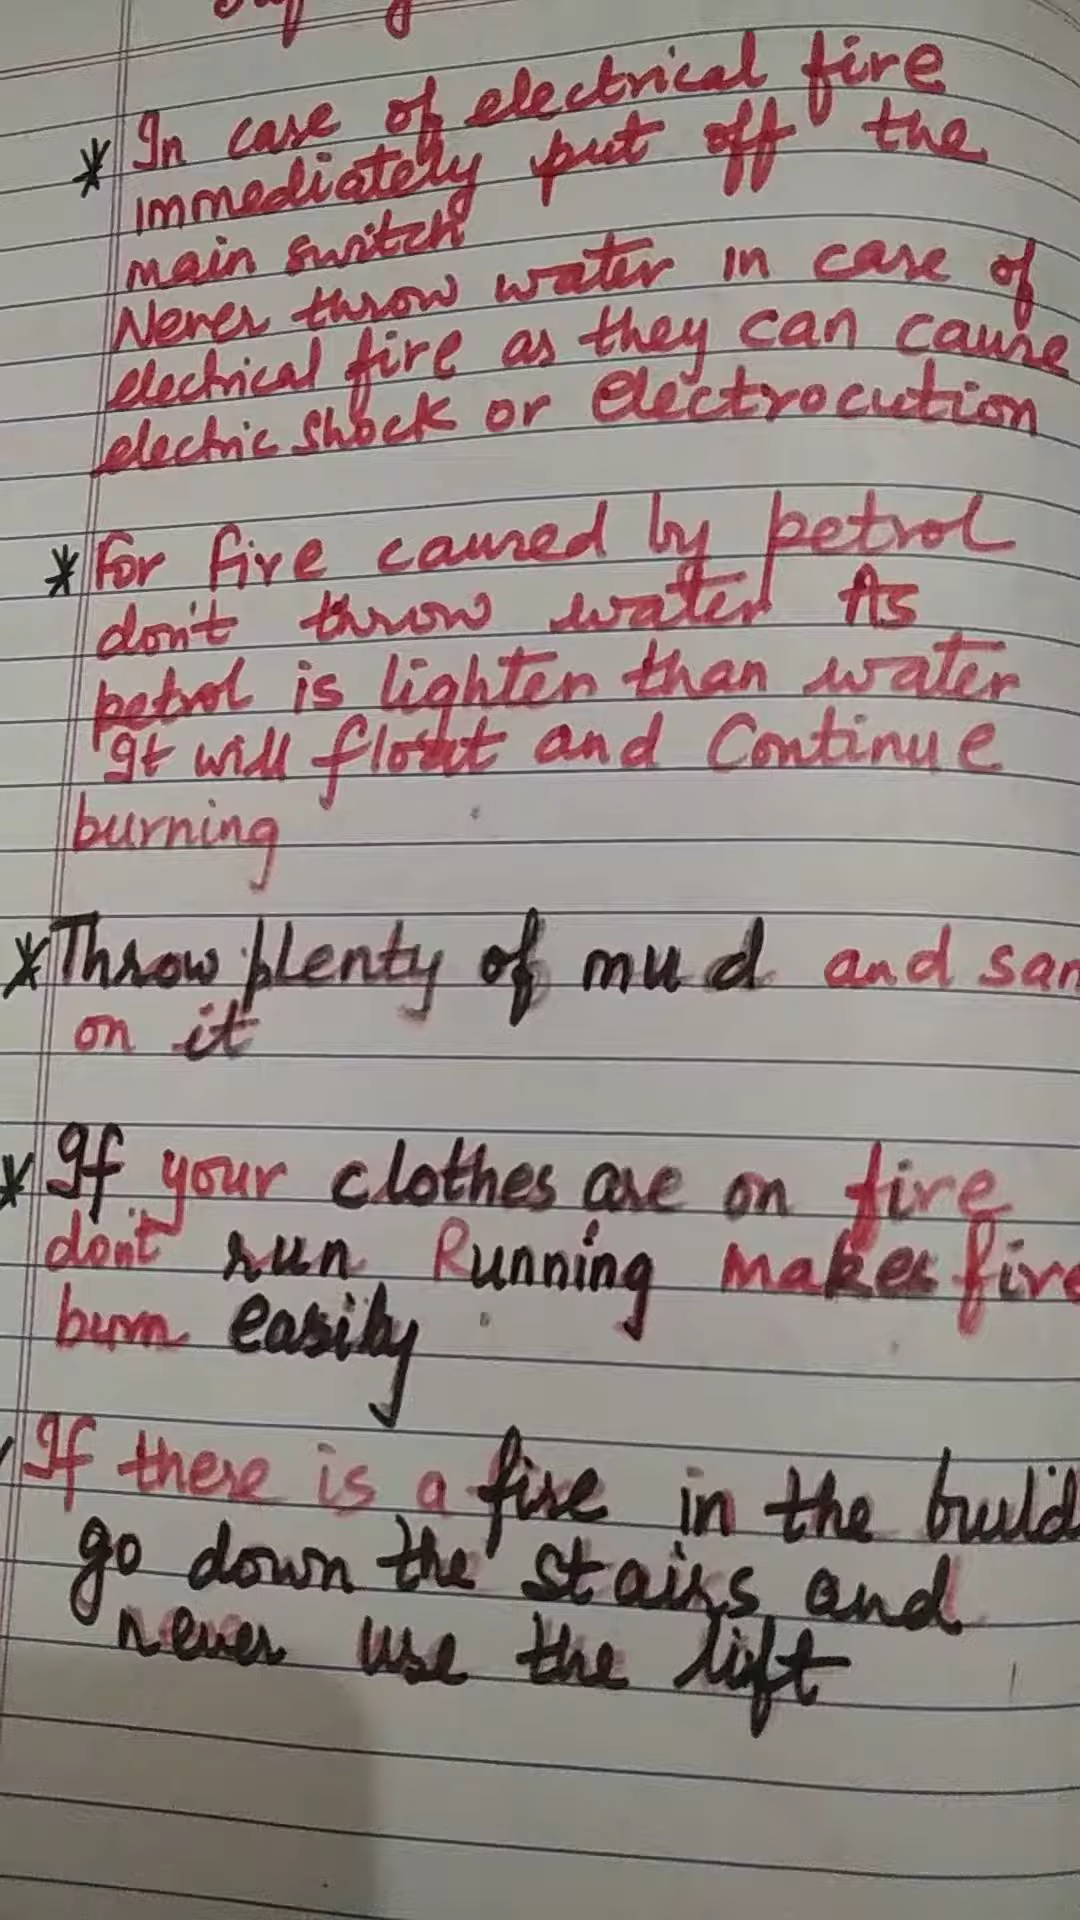 * In case of electrical fire
immediately put off the
main switch
Never throw water in case of
electrical fire as they can cause
electric shock or electrocution
* For fire caused by petrol
don't throw water As
petrol is lighter than water
It will float and Continue
burning
* Throw plenty of mud and san
on it
* If your clothes are on fire
don't run Running makes fire
burn easily
If there is a fire in the build
go down the stairs and
never use the lift